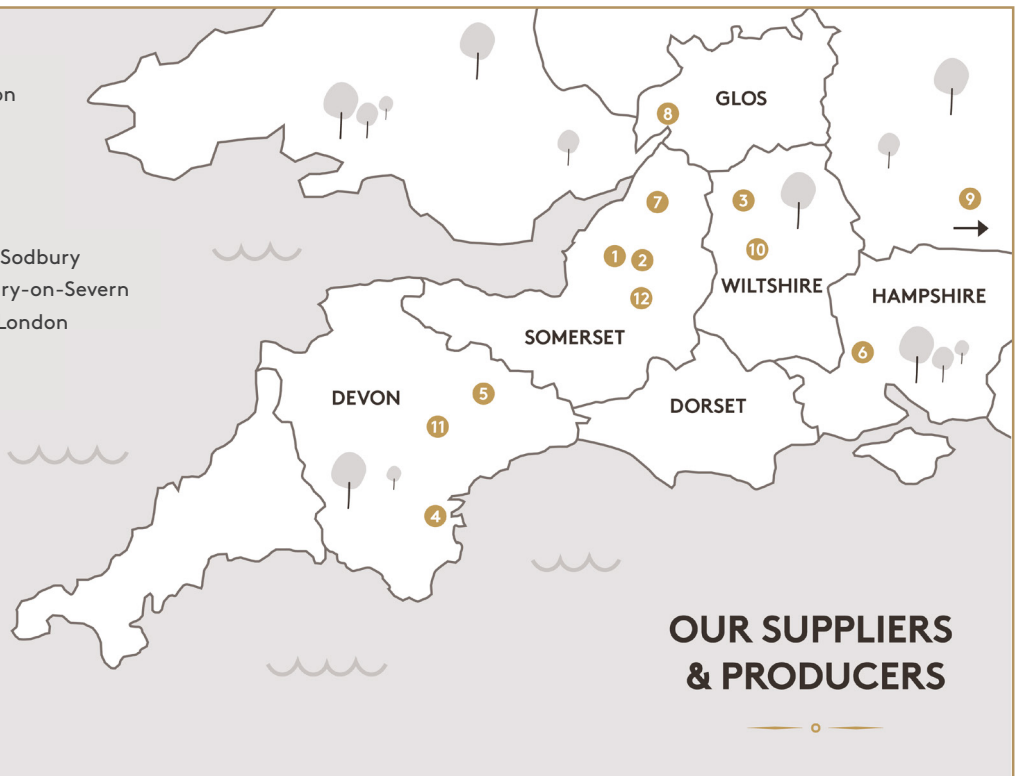 on
Sodbury
ry-on-Severn
London
GLOS
8
7
3
9
1
2
10
12
WILTSHIRE
HAMPSHIRE
SOMERSET
6
DEVON
5
DORSET
11
4
OUR SUPPLIERS
& PRODUCERS